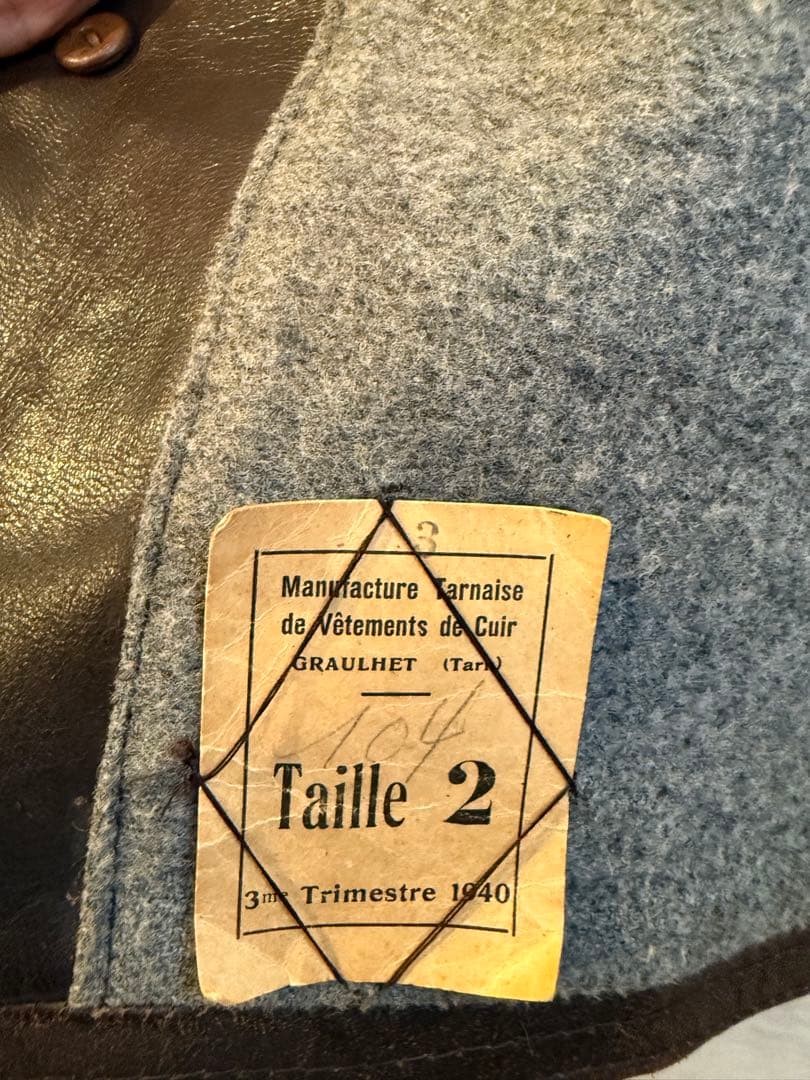 3
Manufacture Tarnaise
de Vêtements de Cuir
GRAULHET (Tarn)
104
Taille 2
3me Trimestre 1940